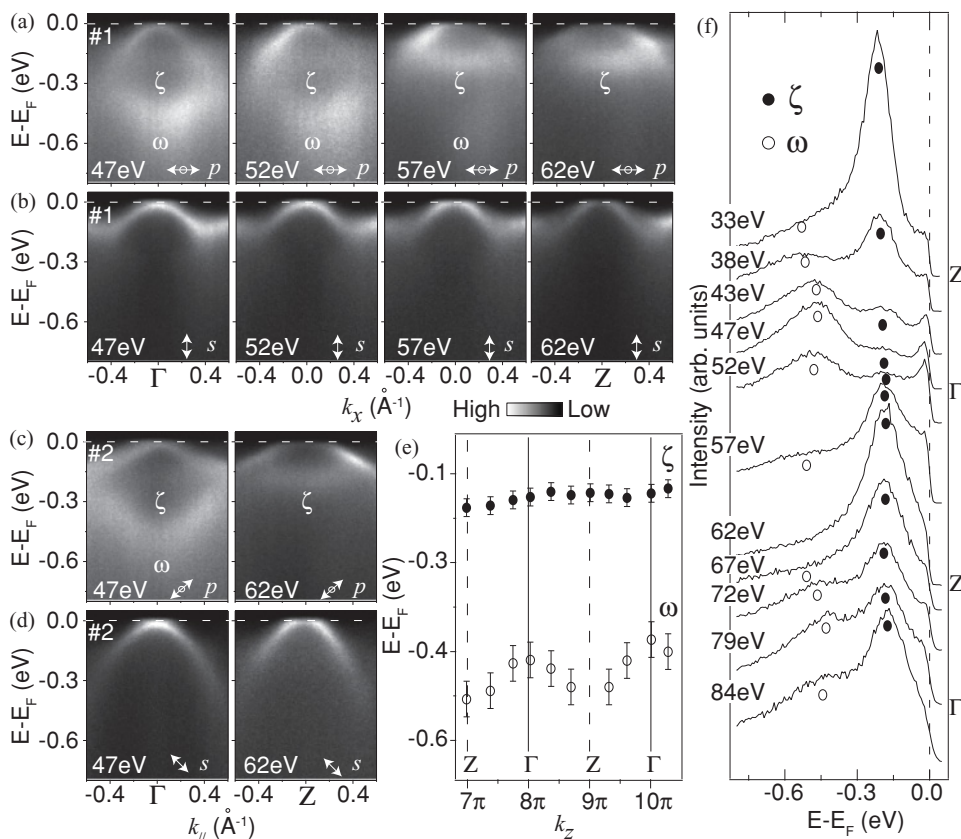 (a)
0.0 #1
-0.3
-0.6
E-E_F (eV)
ζ
ω
47eV p
ζ
ω
52eV p
ζ
ω
57eV p
ζ
62eV p
(b)
0.0 #1
-0.3
-0.6
E-E_F (eV)
47eV s
52eV s
57eV s
62eV s
-0.4 Γ 0.4 -0.4 0.0 0.4 -0.4 0.0 0.4 -0.4 Z 0.4
k_x (Å⁻¹)
High Low
(c)
0.0 #2
-0.3
-0.6
E-E_F (eV)
ζ
ω
47eV p
ζ
62eV p
(d)
0.0 #2
-0.3
-0.6
E-E_F (eV)
47eV s
62eV s
-0.4 Γ 0.4 -0.4 Z 0.4
k_// (Å⁻¹)
(e)
-0.1
-0.3
-0.4
-0.6
E-E_F (eV)
ζ
ω
Z Γ Z Γ
7π 8π 9π 10π
k_z
(f)
ζ
ω
Intensity (arb. units)
33eV
38eV Z
43eV
47eV
52eV Γ
57eV
62eV
67eV Z
72eV
79eV
84eV Γ
-0.6 -0.3 0.0
E-E_F (eV)